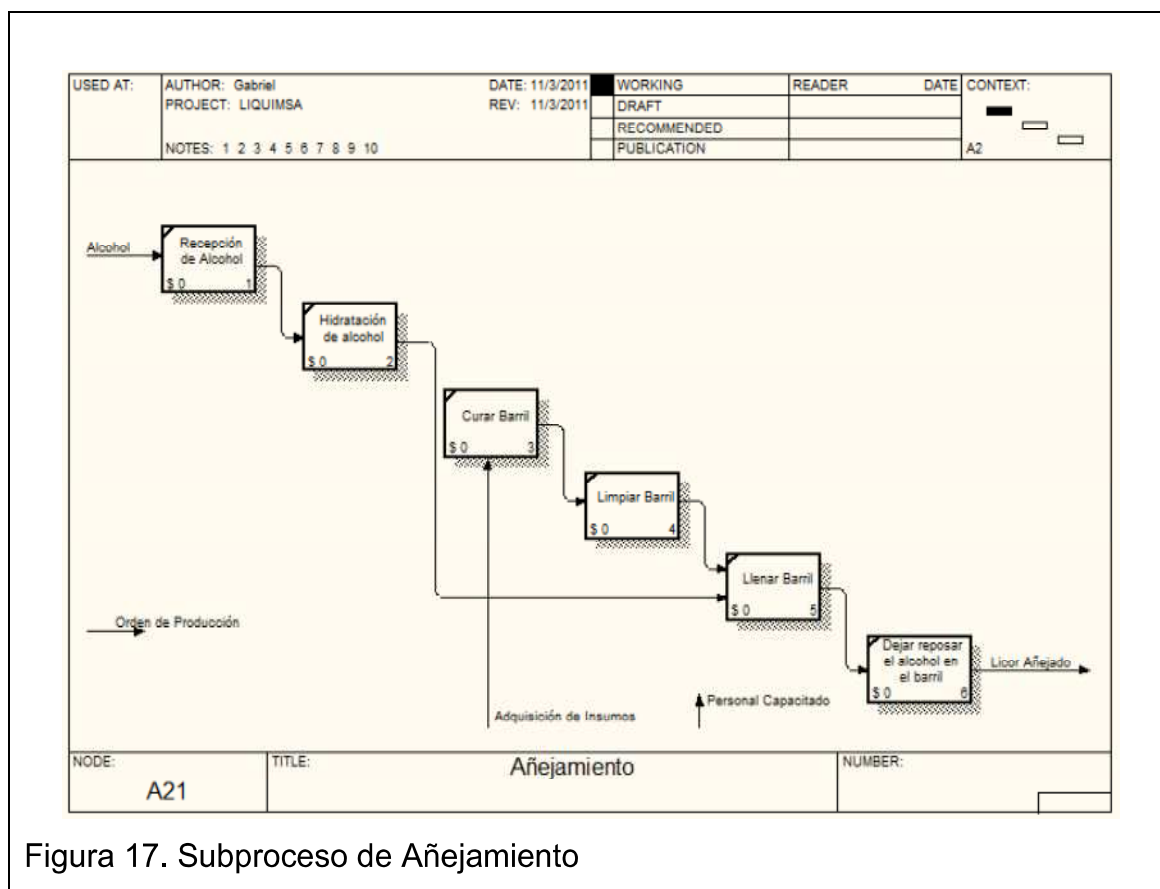 USED AT:
AUTHOR: Gabriel
DATE: 11/3/2011
PROJECT: LIQUIMSA
REV: 11/3/2011
NOTES: 1 2 3 4 5 6 7 8 9 10
WORKING
DRAFT
RECOMMENDED
PUBLICATION
READER
DATE
CONTEXT:
A2
Alcohol
Recepción
de Alcohol
$ 0 1
Hidratación
de alcohol
$ 0 2
Curar Barril
$ 0 3
Limpiar Barril
$ 0 4
Llenar Barril
$ 0 5
Orden de Producción
Dejar reposar
el alcohol en
el barril
$ 0 6
Licor Añejado
Personal Capacitado
Adquisición de Insumos
NODE:
A21
TITLE:
Añejamiento
NUMBER:
Figura 17. Subproceso de Añejamiento